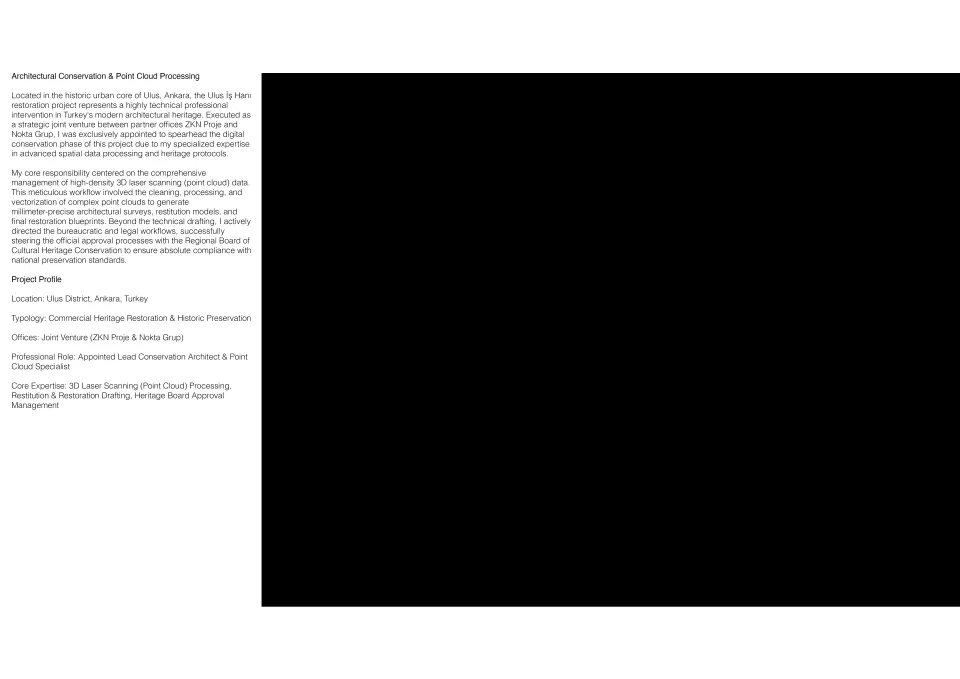 Architectural Conservation & Point Cloud Processing
Located in the historic urban core of Ulus, Ankara, the Ulus İş Hanı
restoration project represents a highly technical professional
intervention in Turkey's modern architectural heritage. Executed as
a strategic joint venture between partner offices ZKN Proje and
Nokta Grup, I was exclusively appointed to spearhead the digital
conservation phase of this project due to my specialized expertise
in advanced spatial data processing and heritage protocols.
My core responsibility centered on the comprehensive
management of high-density 3D laser scanning (point cloud) data.
This meticulous workflow involved the cleaning, processing, and
vectorization of complex point clouds to generate
millimeter-precise architectural surveys, restitution models, and
final restoration blueprints. Beyond the technical drafting, I actively
directed the bureaucratic and legal workflows, successfully
steering the official approval processes with the Regional Board of
Cultural Heritage Conservation to ensure absolute compliance with
national preservation standards.
Project Profile
Location: Ulus District, Ankara, Turkey
Typology: Commercial Heritage Restoration & Historic Preservation
Offices: Joint Venture (ZKN Proje & Nokta Grup)
Professional Role: Appointed Lead Conservation Architect & Point
Cloud Specialist
Core Expertise: 3D Laser Scanning (Point Cloud) Processing,
Restitution & Restoration Drafting, Heritage Board Approval
Management